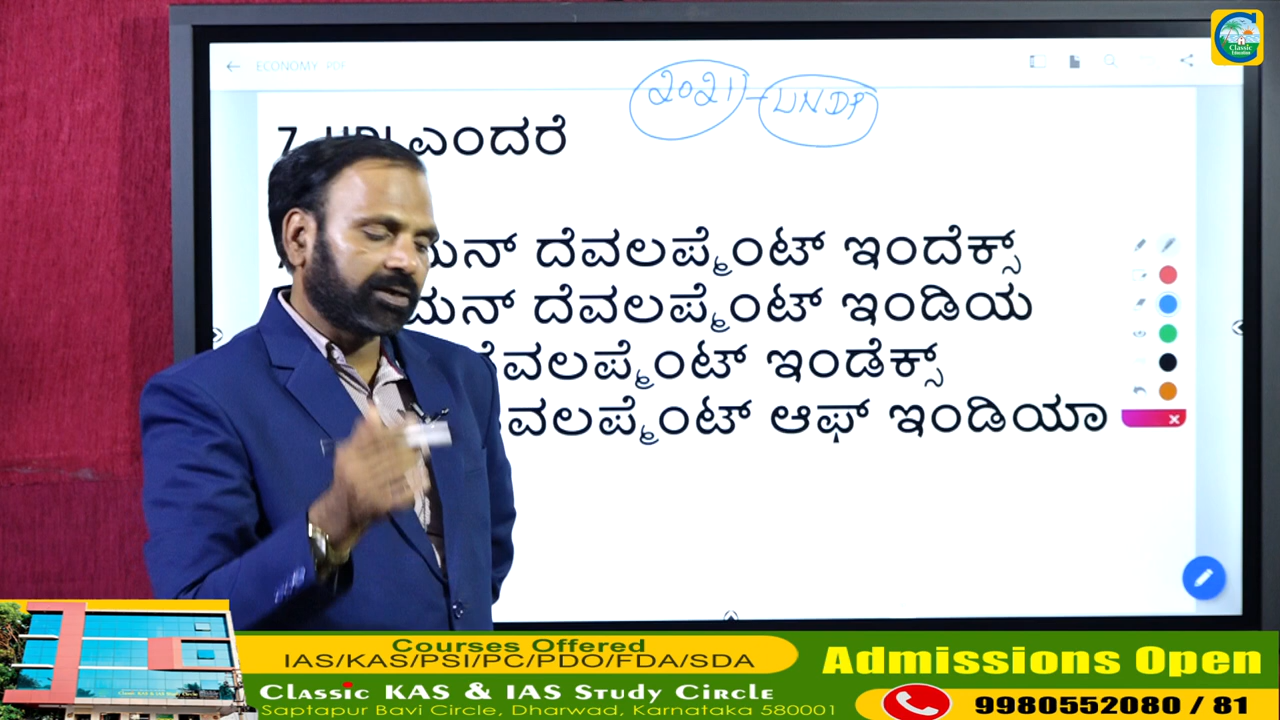 Classic
Education
ECONOMY PDF
2021 - UNDP
7. HDI ಎಂದರೆ
ಮನ್ ದೆವಲಪ್ಮೆಂಟ್ ಇಂದೆಕ್ಸ್
ಮನ್ ದೆವಲಪ್ಮೆಂಟ್ ಇಂಡಿಯ
ದೆವಲಪ್ಮೆಂಟ್ ಇಂಡೆಕ್ಸ್
ವಲಪ್ಮೆಂಟ್ ಆಫ್ ಇಂಡಿಯಾ
Courses Offered
IAS/KAS/PSI/PC/PDO/FDA/SDA
Classic KAS & IAS Study Circle
Saptapur Bavi Circle, Dharwad, Karnataka 580001
Admissions Open
9980552080 / 81